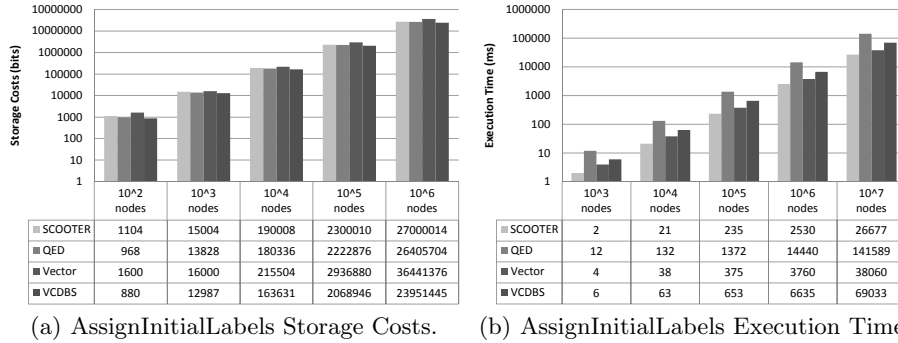 Storage Costs (bits)
10000000
1000000
1000000
100000
10000
1000
100
10
1
10^2 nodes 10^3 nodes 10^4 nodes 10^5 nodes 10^6 nodes
SCOOTER 1104 15004 190008 2300010 27000014
QED 968 13828 180336 2222876 26405704
Vector 1600 16000 215504 2936880 36441376
VCDBS 880 12987 163631 2068946 23951445
(a) AssignInitialLabels Storage Costs.
Execution Time (ms)
1000000
100000
10000
1000
100
10
1
10^3 nodes 10^4 nodes 10^5 nodes 10^6 nodes 10^7 nodes
SCOOTER 2 21 235 2530 26677
QED 12 132 1372 14440 141589
Vector 4 38 375 3760 38060
VCDBS 6 63 653 6635 69033
(b) AssignInitialLabels Execution Time